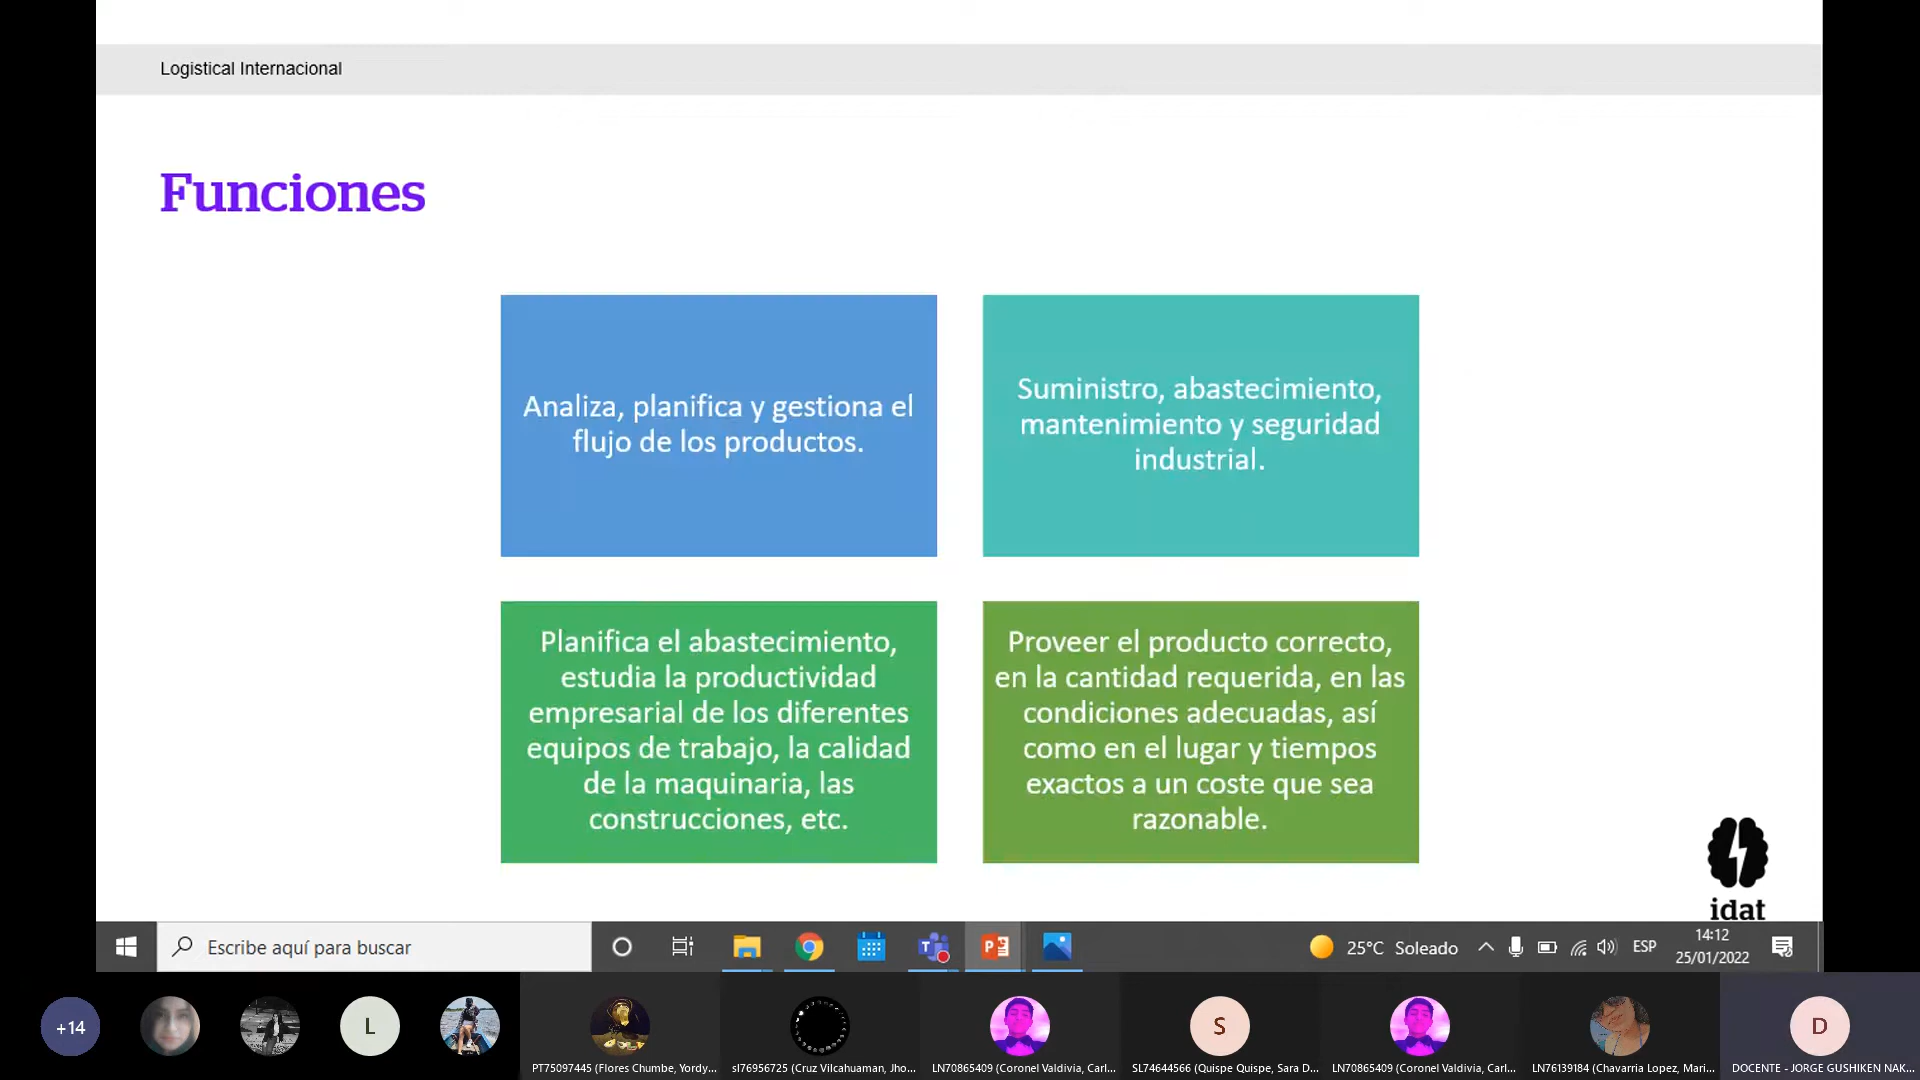 Logistical Internacional
Funciones
Analiza, planifica y gestiona el
flujo de los productos.
Suministro, abastecimiento,
mantenimiento y seguridad
industrial.
Planifica el abastecimiento,
estudia la productividad
empresarial de los diferentes
equipos de trabajo, la calidad
de la maquinaria, las
construcciones, etc.
Proveer el producto correcto,
en la cantidad requerida, en las
condiciones adecuadas, así
como en el lugar y tiempos
exactos a un coste que sea
razonable.
idat
Escribe aquí para buscar
25°C Soleado
ESP
14:12
25/01/2022
+14
L
S
D
PT75097445 (Flores Chumbe, Yordy...
sl76956725 (Cruz Vilcahuaman, Jho...
LN70865409 (Coronel Valdivia, Carl...
SL74644566 (Quispe Quispe, Sara D...
LN70865409 (Coronel Valdivia, Carl...
LN76139184 (Chavarria Lopez, Mari...
DOCENTE - JORGE GUSHIKEN NAK...